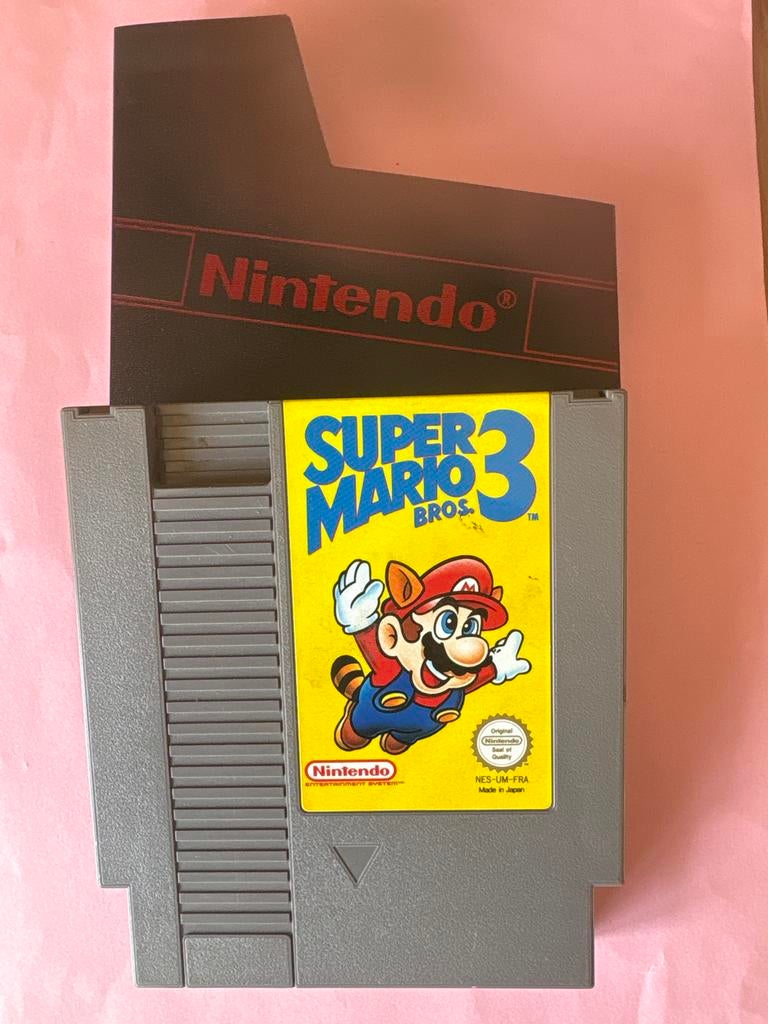 Nintendo®
SUPER
MARIO 3
BROS. ™
M
Original
Nintendo
Seal of
Quality
Nintendo
ENTERTAINMENT SYSTEM™
NES-UM-FRA
Made in Japan